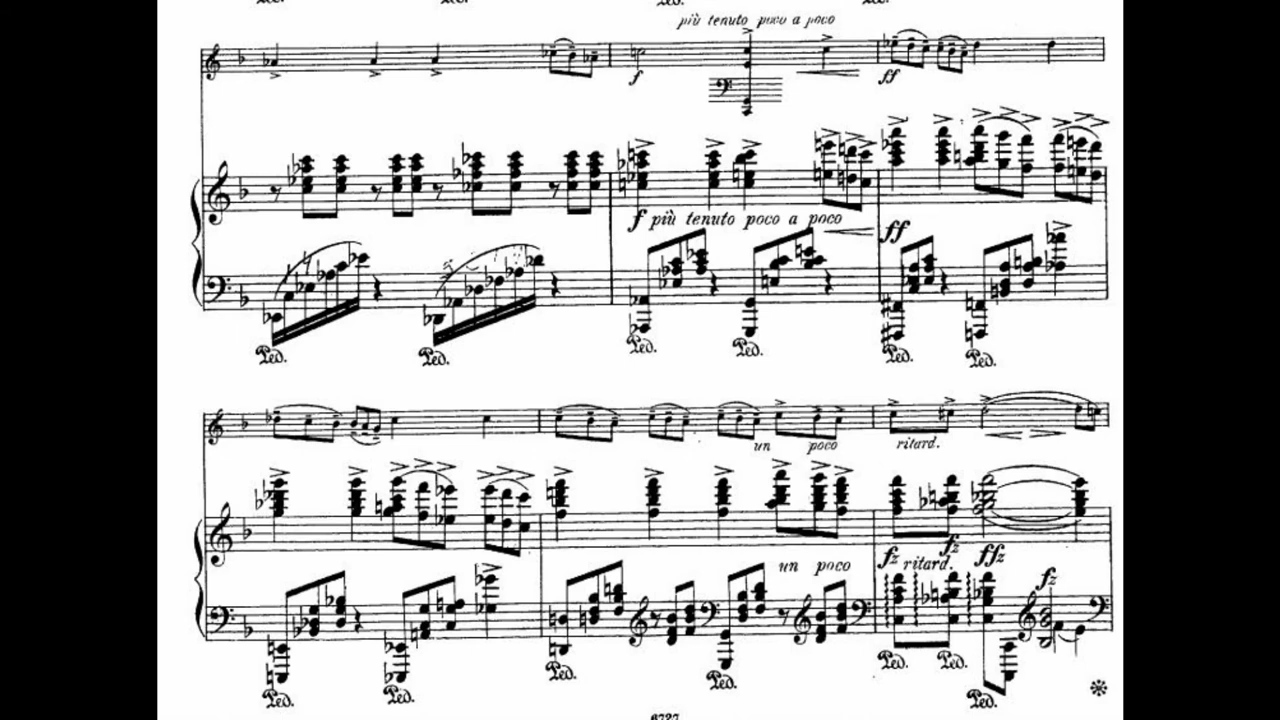 più tenuto poco a poco
f
ff
f più tenuto poco a poco
ff
Ped.
Ped.
Ped.
Ped.
Ped.
Ped.
un poco
ritard.
un poco
fz ritard.
fz
ffz
fz
Ped.
Ped.
Ped.
Ped.
Ped.
Ped.
Ped.